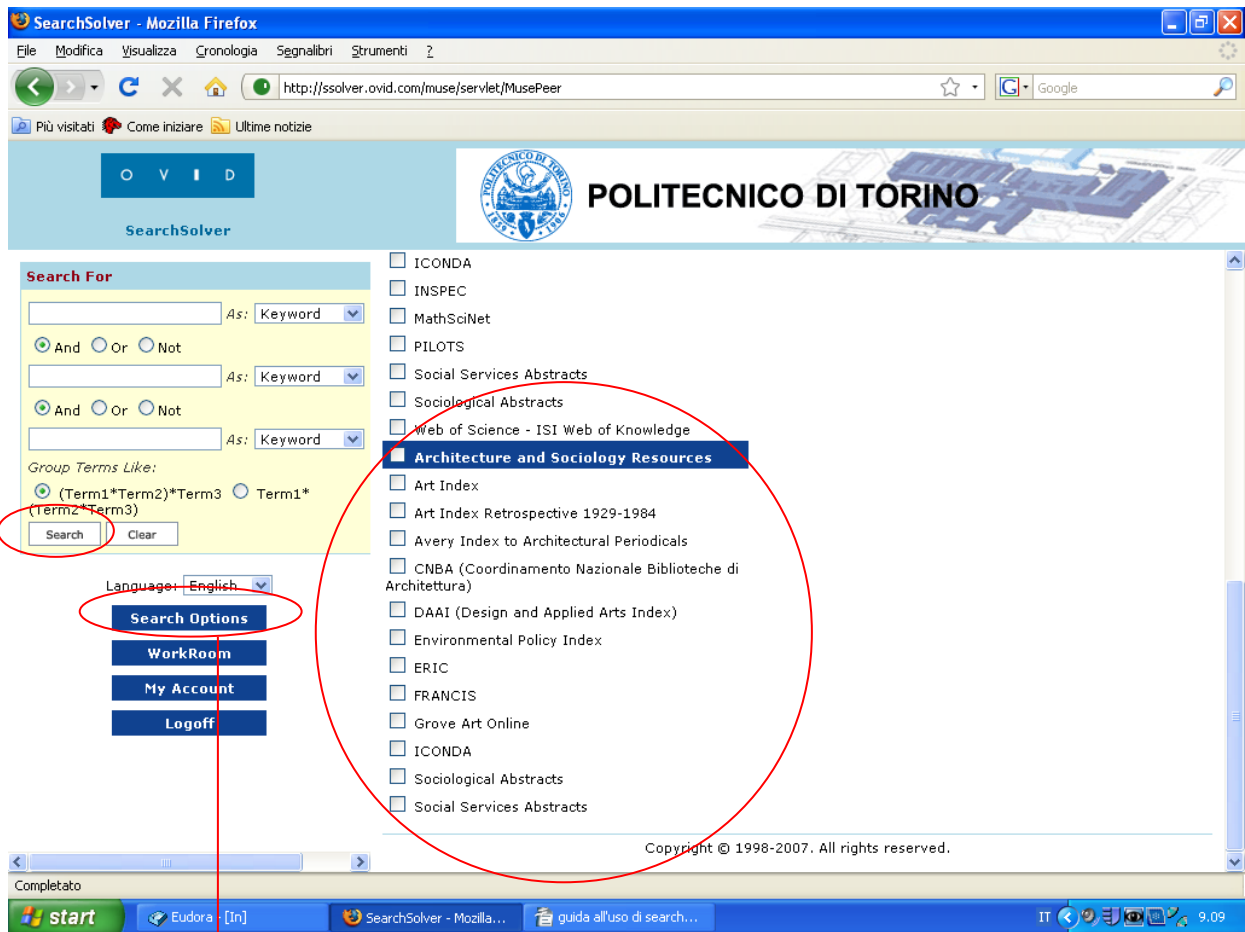 SearchSolver - Mozilla Firefox
File Modifica Visualizza Cronologia Segnalibri Strumenti ?
http://ssolver.ovid.com/muse/servlet/MusePeer
G Google
Più visitati Come iniziare Ultime notizie
OVID
SearchSolver
POLITECNICO DI TORINO
Search For
As: Keyword
And Or Not
As: Keyword
And Or Not
As: Keyword
Group Terms Like:
(Term1*Term2)*Term3 Term1*
(Term2*Term3)
Search Clear
Language: English
Search Options
WorkRoom
My Account
Logoff
ICONDA
INSPEC
MathSciNet
PILOTS
Social Services Abstracts
Sociological Abstracts
Web of Science - ISI Web of Knowledge
Architecture and Sociology Resources
Art Index
Art Index Retrospective 1929-1984
Avery Index to Architectural Periodicals
CNBA (Coordinamento Nazionale Biblioteche di
Architettura)
DAAI (Design and Applied Arts Index)
Environmental Policy Index
ERIC
FRANCIS
Grove Art Online
ICONDA
Sociological Abstracts
Social Services Abstracts
Copyright © 1998-2007. All rights reserved.
Completato
start Eudora - [In] SearchSolver - Mozilla... guida all'uso di search... IT 9.09